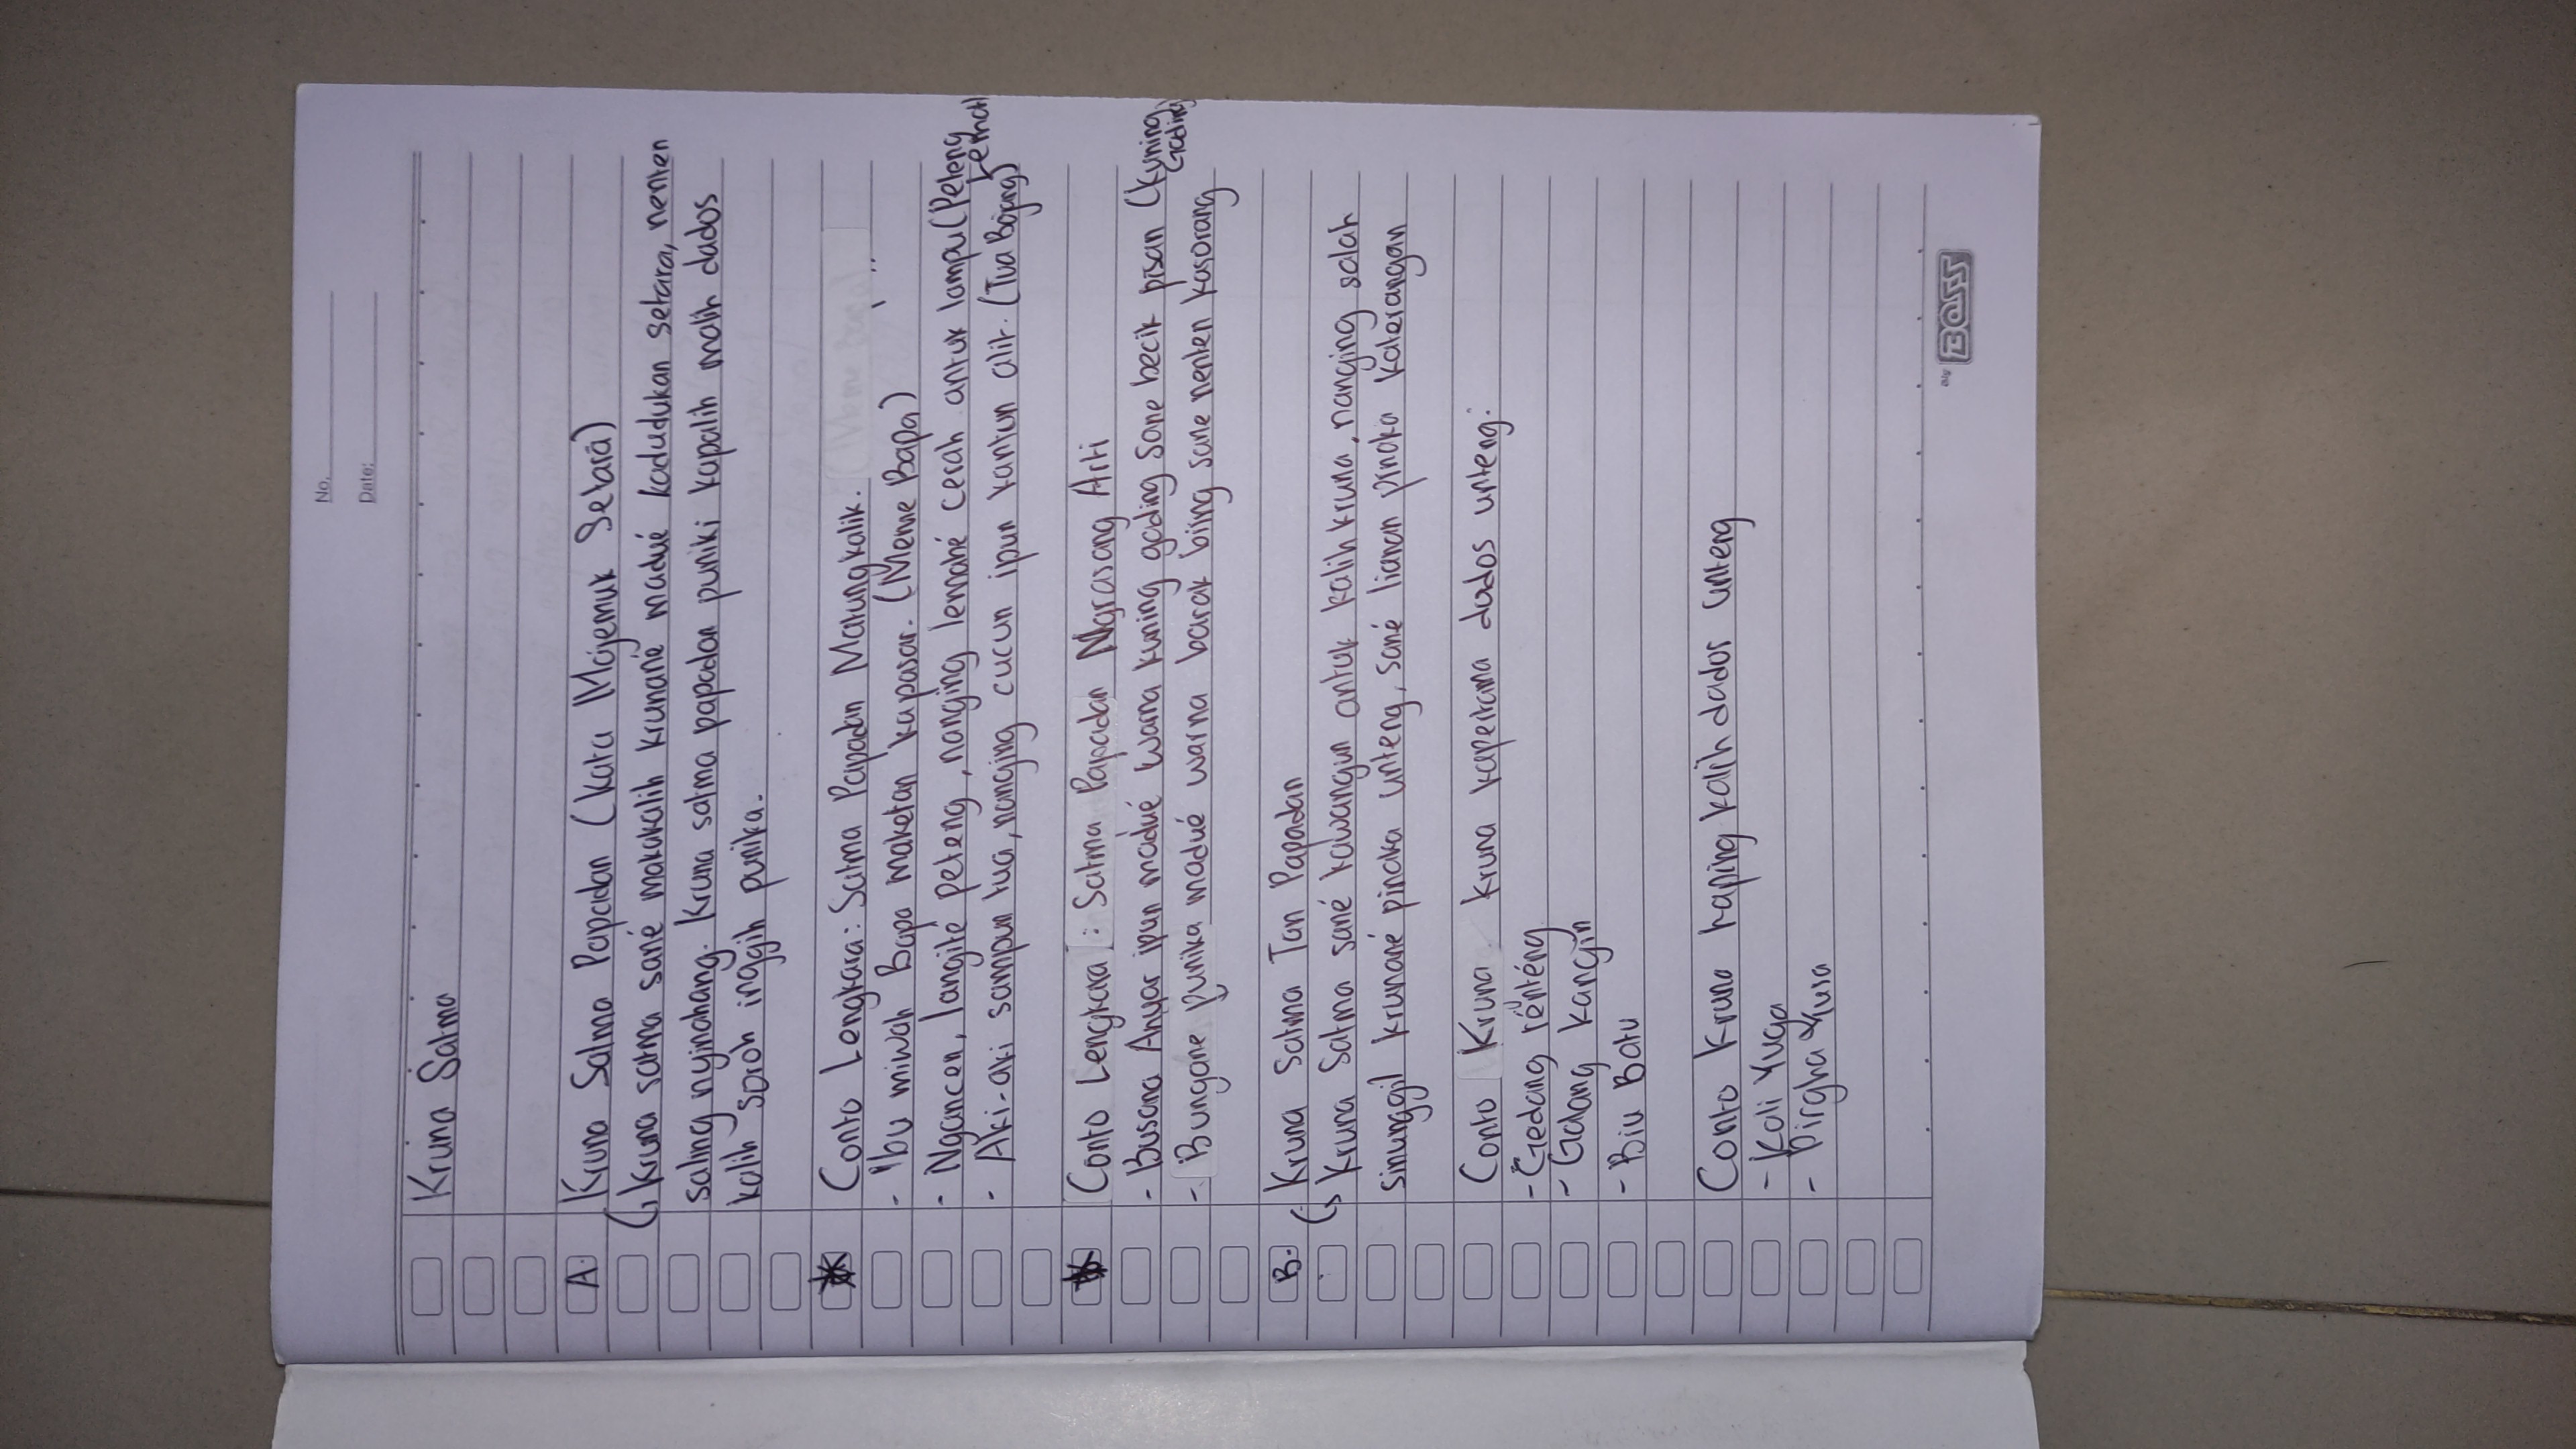 No.
Date:
Kruna Satma
A. Kruna Satma Papadan (Kata Majemuk Setara)
Kruna satma sané makakalih krunané madué kadudukan setara, nenten
saling nyinahang. Kruna satma papadan puniki kapalih malih dados
kalih soroh inggih punika.
Conto Lengkara: Satma Papadan Matungkalik.
- Ibu miwah Bapa maketan kapasar. (Meme Bapa)
- Ngancen, langité peteng, nanging lemahé cerah antuk lampu (Peteng
Lemah)
- Aki-aki sampun tua, nanging cucun ipun kantun alit. (Tua Bajang)
Conto Lengkara : Satma Papadan Ngrasang Arti
- Busana Anyar ipun madué warna kuning gading sane becik pisan (Kuning
Gading)
- Bungane punika madué warna barak biing sane nenten kasorang
B. Kruna Satma Tan Papadan
Kruna Satma sané kawangun antuk kalih kruna, nanging salah
sinunggil krunané pinaka unteng, sané lianan pinaka katerangan
Conto Kruna kruna kapertama dados unteng:
- Gedang rénténg
- Galang kangin
- Biu Batu
Conto Kruna kaping kalih dados unteng
- Kali Yuga
- Dirgha Yusa
Big BOSS